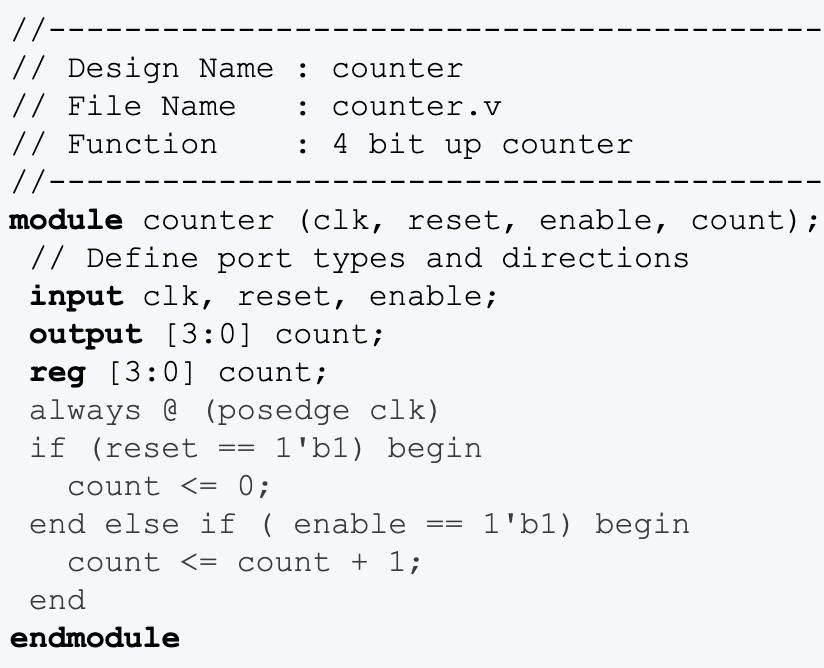 //-----------------------------------------
// Design Name : counter
// File Name   : counter.v
// Function    : 4 bit up counter
//-----------------------------------------
module counter (clk, reset, enable, count);
 // Define port types and directions
 input clk, reset, enable;
 output [3:0] count;
 reg [3:0] count;
 always @ (posedge clk)
 if (reset == 1'b1) begin
   count <= 0;
 end else if ( enable == 1'b1) begin
   count <= count + 1;
 end
endmodule